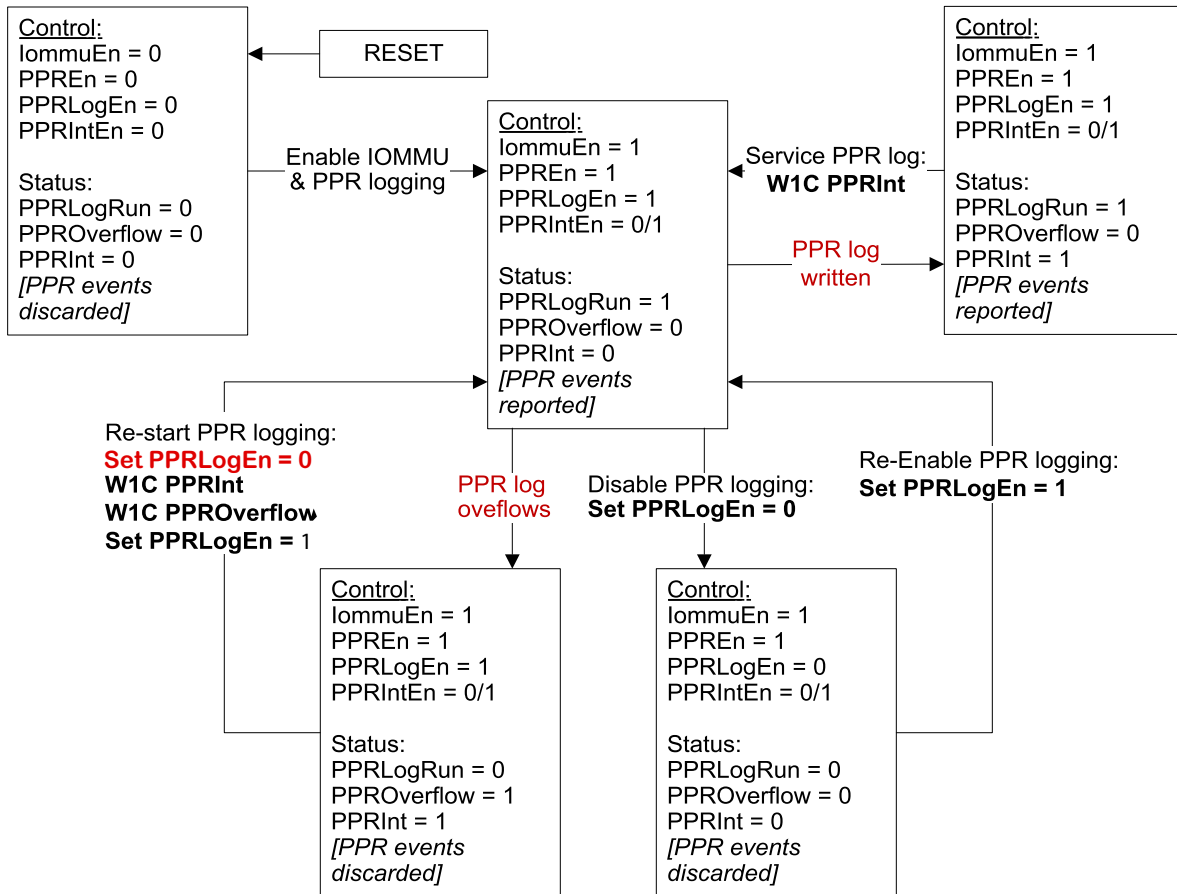 Control:
IommuEn = 0
PPREn = 0
PPRLogEn = 0
PPRIntEn = 0
Status:
PPRLogRun = 0
PPROverflow = 0
PPRInt = 0
[PPR events
discarded]
RESET
Enable IOMMU
& PPR logging
Control:
IommuEn = 1
PPREn = 1
PPRLogEn = 1
PPRIntEn = 0/1
Status:
PPRLogRun = 1
PPROverflow = 0
PPRInt = 0
[PPR events
reported]
Service PPR log:
W1C PPRInt
PPR log
written
Control:
IommuEn = 1
PPREn = 1
PPRLogEn = 1
PPRIntEn = 0/1
Status:
PPRLogRun = 1
PPROverflow = 0
PPRInt = 1
[PPR events
reported]
Re-start PPR logging:
Set PPRLogEn = 0
W1C PPRInt
W1C PPROverflow
Set PPRLogEn = 1
PPR log
oveflows
Disable PPR logging:
Set PPRLogEn = 0
Re-Enable PPR logging:
Set PPRLogEn = 1
Control:
IommuEn = 1
PPREn = 1
PPRLogEn = 1
PPRIntEn = 0/1
Status:
PPRLogRun = 0
PPROverflow = 1
PPRInt = 1
[PPR events
discarded]
Control:
IommuEn = 1
PPREn = 1
PPRLogEn = 0
PPRIntEn = 0/1
Status:
PPRLogRun = 0
PPROverflow = 0
PPRInt = 0
[PPR events
discarded]